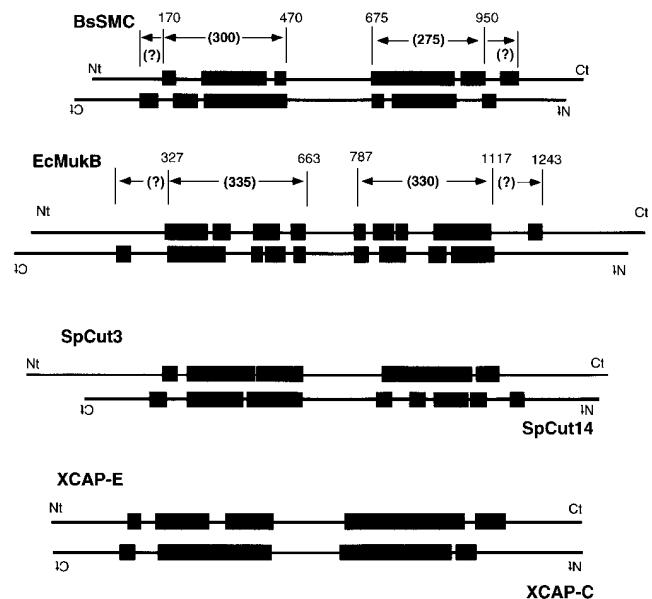 BsSMC
170 470 675 950
(?) (300) (275) (?)
Nt Ct
Ct Nt
EcMukB
327 663 787 1117 1243
(?) (335) (330) (?)
Nt Ct
Ct Nt
SpCut3
Nt Ct
Ct Nt
SpCut14
XCAP-E
Nt Ct
Ct Nt
XCAP-C